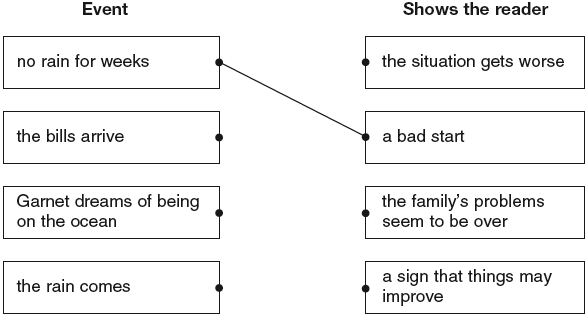 Event
Shows the reader
no rain for weeks
the situation gets worse
the bills arrive
a bad start
Garnet dreams of being
on the ocean
the family’s problems
seem to be over
the rain comes
a sign that things may
improve